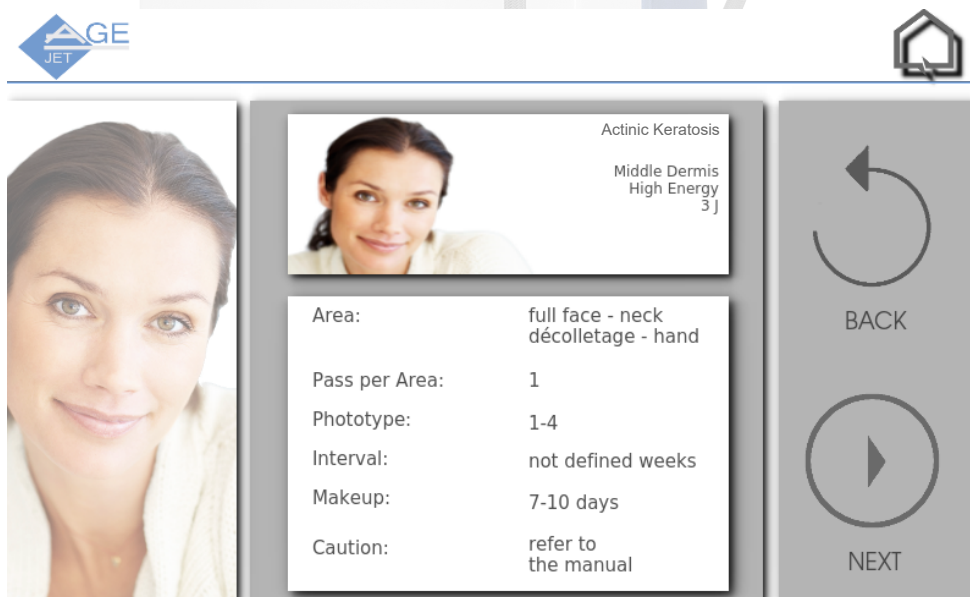 AGE
JET
Actinic Keratosis
Middle Dermis
High Energy
3 J
Area: full face - neck
décolletage - hand
Pass per Area: 1
Phototype: 1-4
Interval: not defined weeks
Makeup: 7-10 days
Caution: refer to
the manual
BACK
NEXT